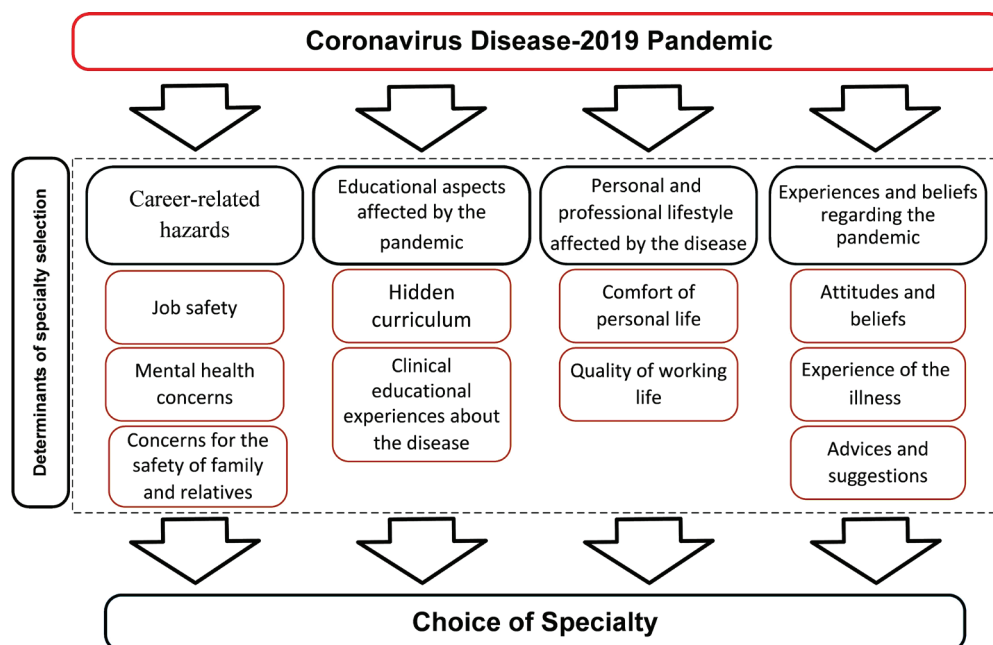 Coronavirus Disease-2019 Pandemic
Determinants of specialty selection
Career-related
hazards
Job safety
Mental health
concerns
Concerns for the
safety of family
and relatives
Educational aspects
affected by the
pandemic
Hidden
curriculum
Clinical
educational
experiences about
the disease
Personal and
professional lifestyle
affected by the disease
Comfort of
personal life
Quality of working
life
Experiences and beliefs
regarding the
pandemic
Attitudes and
beliefs
Experience of the
illness
Advices and
suggestions
Choice of Specialty